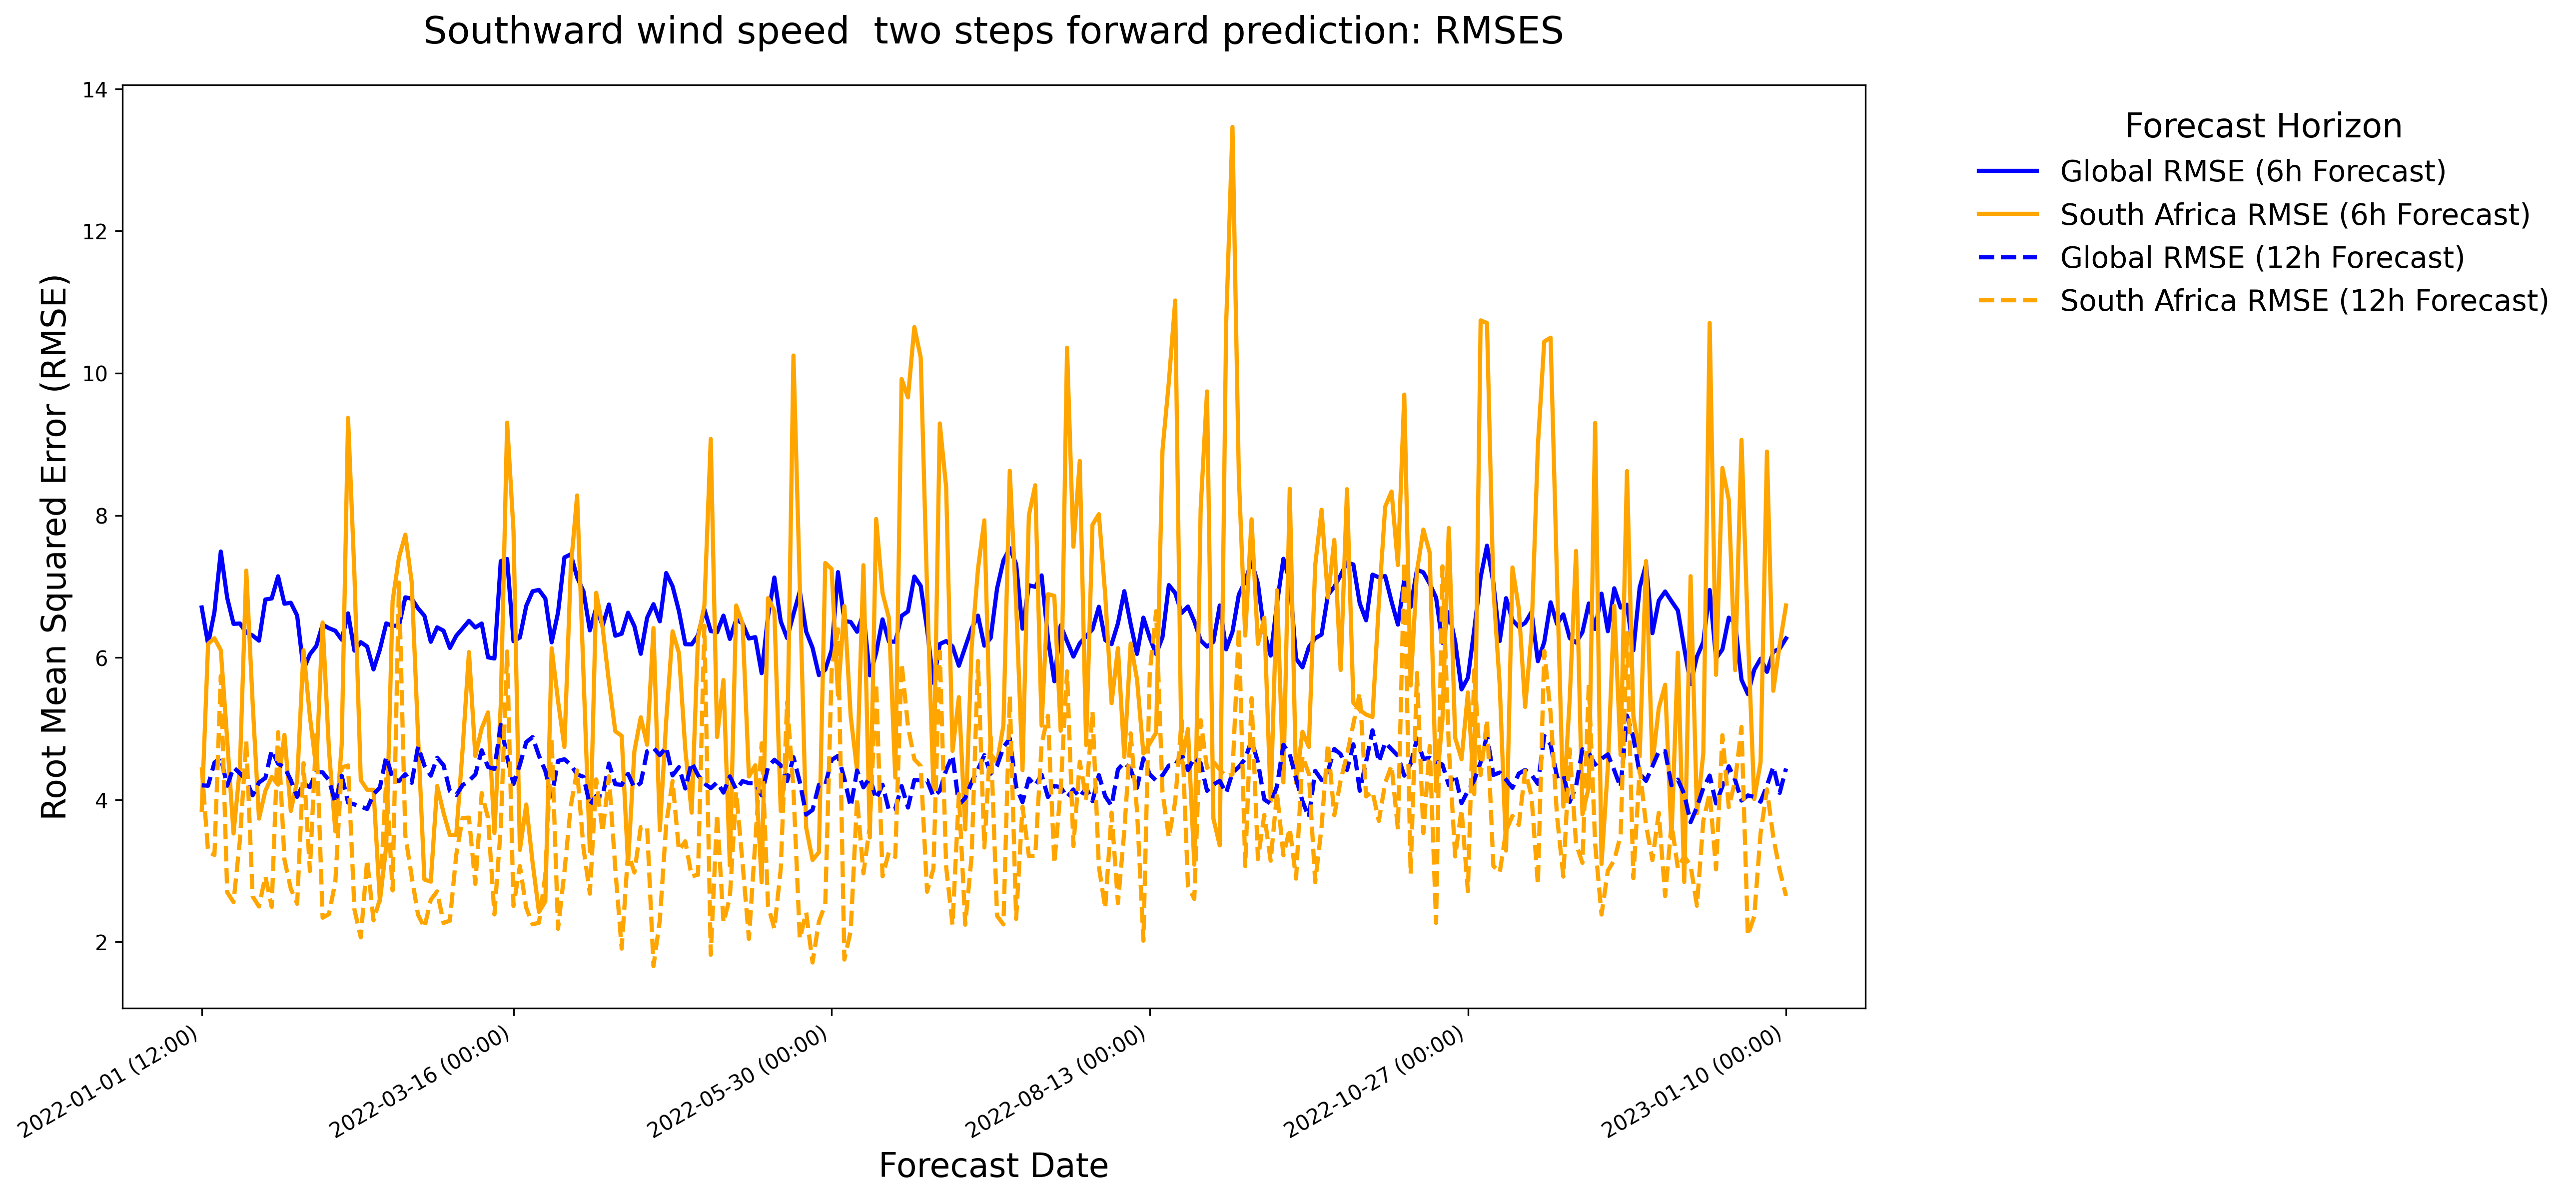 Southward wind speed  two steps forward prediction: RMSES
Root Mean Squared Error (RMSE)
14
12
10
8
6
4
2
2022-01-01 (12:00)
2022-03-16 (00:00)
2022-05-30 (00:00)
2022-08-13 (00:00)
2022-10-27 (00:00)
2023-01-10 (00:00)
Forecast Date
Forecast Horizon
Global RMSE (6h Forecast)
South Africa RMSE (6h Forecast)
Global RMSE (12h Forecast)
South Africa RMSE (12h Forecast)